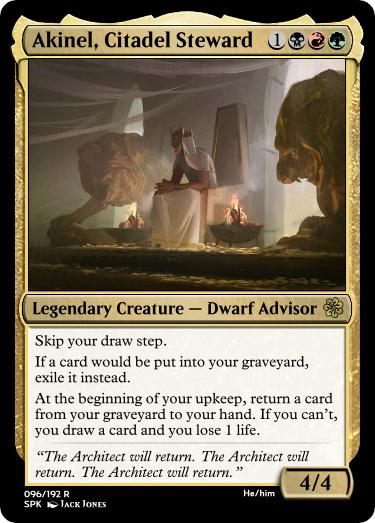 Akinel, Citadel Steward 1
Legendary Creature — Dwarf Advisor
Skip your draw step.
If a card would be put into your graveyard,
exile it instead.
At the beginning of your upkeep, return a card
from your graveyard to your hand. If you can't,
you draw a card and you lose 1 life.
"The Architect will return. The Architect will
return. The Architect will return."
4/4
096/192 R He/him
SPK Jack Jones